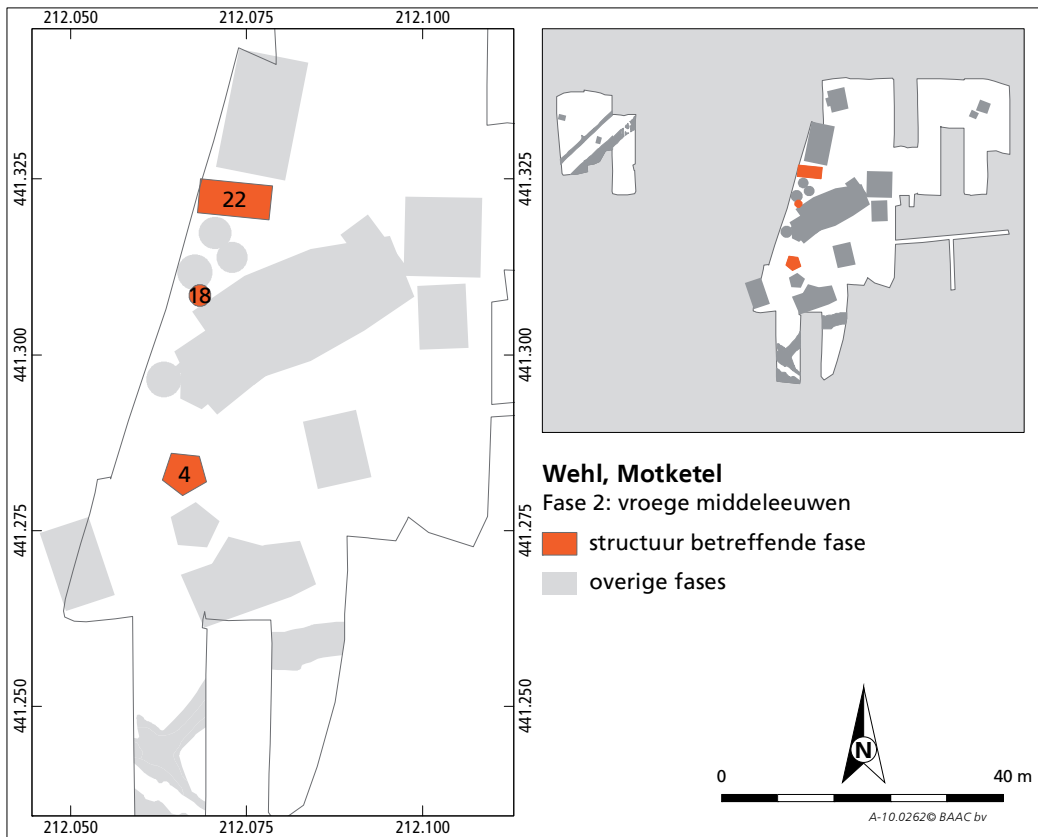 212.050 212.075 212.100
441.325
441.325
22
18
441.300
441.300
4
441.275
441.275
441.250
441.250
212.050 212.075 212.100
Wehl, Motketel
Fase 2: vroege middeleeuwen
structuur betreffende fase
overige fases
N
0 40 m
A-10.0262© BAAC bv